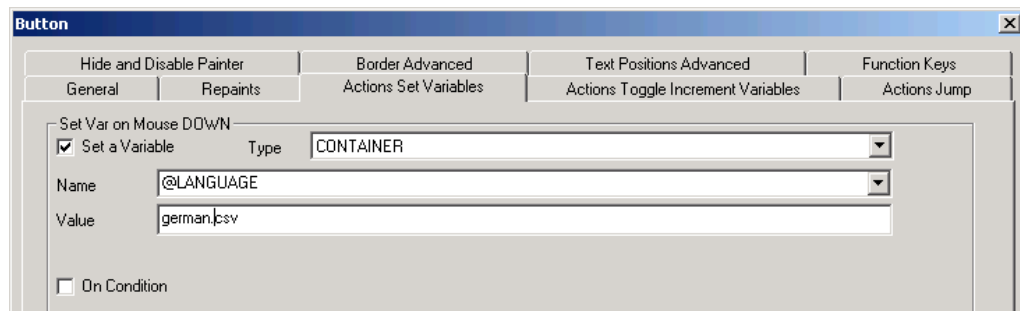 Button
Hide and Disable Painter Border Advanced Text Positions Advanced Function Keys
General Repaints Actions Set Variables Actions Toggle Increment Variables Actions Jump
Set Var on Mouse DOWN
Set a Variable Type CONTAINER
Name @LANGUAGE
Value german.csv
On Condition